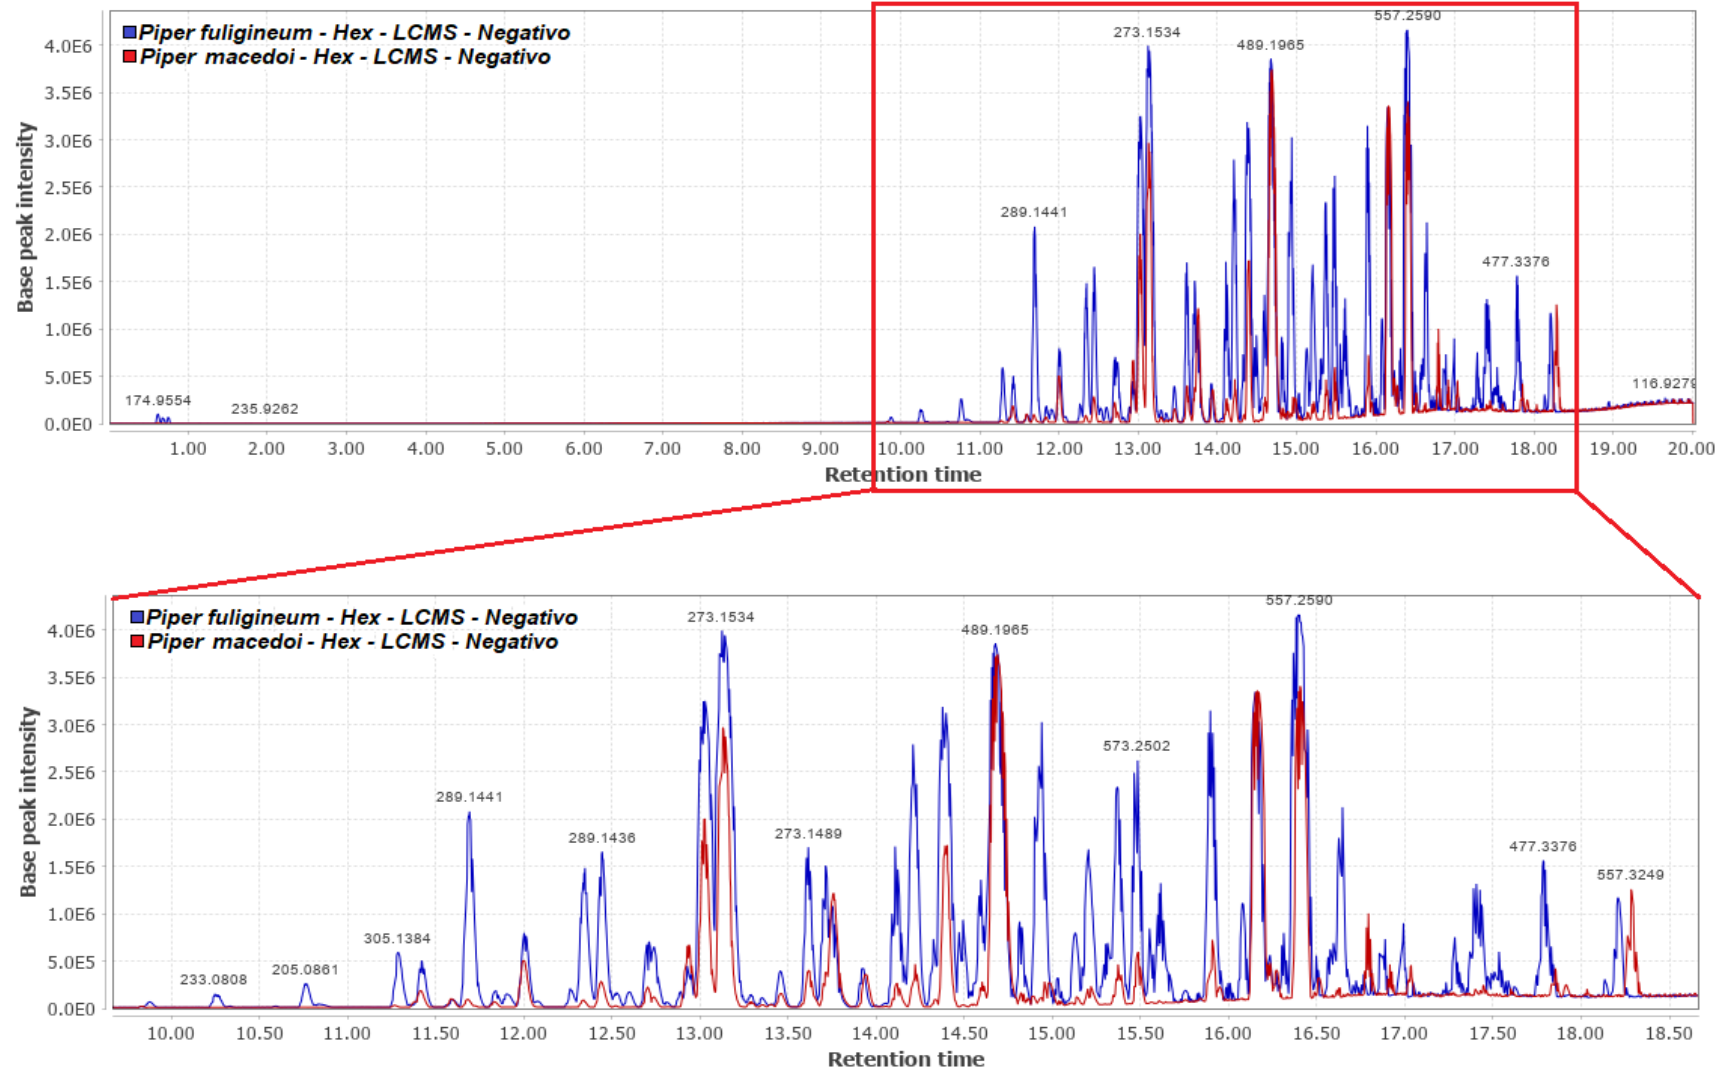 Piper fuligineum - Hex - LCMS - Negativo
Piper macedoi - Hex - LCMS - Negativo
557.2590
273.1534
489.1965
289.1441
477.3376
174.9554
235.9262
116.9279
4.0E6
3.5E6
3.0E6
2.5E6
2.0E6
1.5E6
1.0E6
5.0E5
0.0E0
Base peak intensity
1.00 2.00 3.00 4.00 5.00 6.00 7.00 8.00 9.00 10.00 11.00 12.00 13.00 14.00 15.00 16.00 17.00 18.00 19.00 20.00
Retention time
Piper fuligineum - Hex - LCMS - Negativo
Piper macedoi - Hex - LCMS - Negativo
557.2590
273.1534
489.1965
573.2502
289.1441
289.1436
273.1489
477.3376
557.3249
305.1384
233.0808
205.0861
4.0E6
3.5E6
3.0E6
2.5E6
2.0E6
1.5E6
1.0E6
5.0E5
0.0E0
Base peak intensity
10.00 10.50 11.00 11.50 12.00 12.50 13.00 13.50 14.00 14.50 15.00 15.50 16.00 16.50 17.00 17.50 18.00 18.50
Retention time